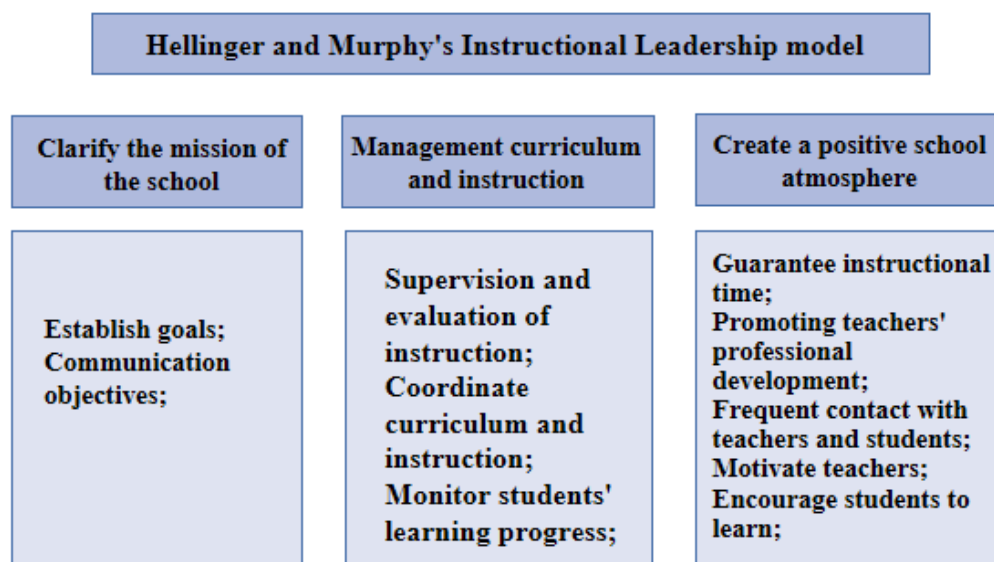 Hellinger and Murphy's Instructional Leadership model
Clarify the mission of
the school
Establish goals;
Communication
objectives;
Management curriculum
and instruction
Supervision and
evaluation of
instruction;
Coordinate
curriculum and
instruction;
Monitor students'
learning progress;
Create a positive school
atmosphere
Guarantee instructional
time;
Promoting teachers'
professional
development;
Frequent contact with
teachers and students;
Motivate teachers;
Encourage students to
learn;